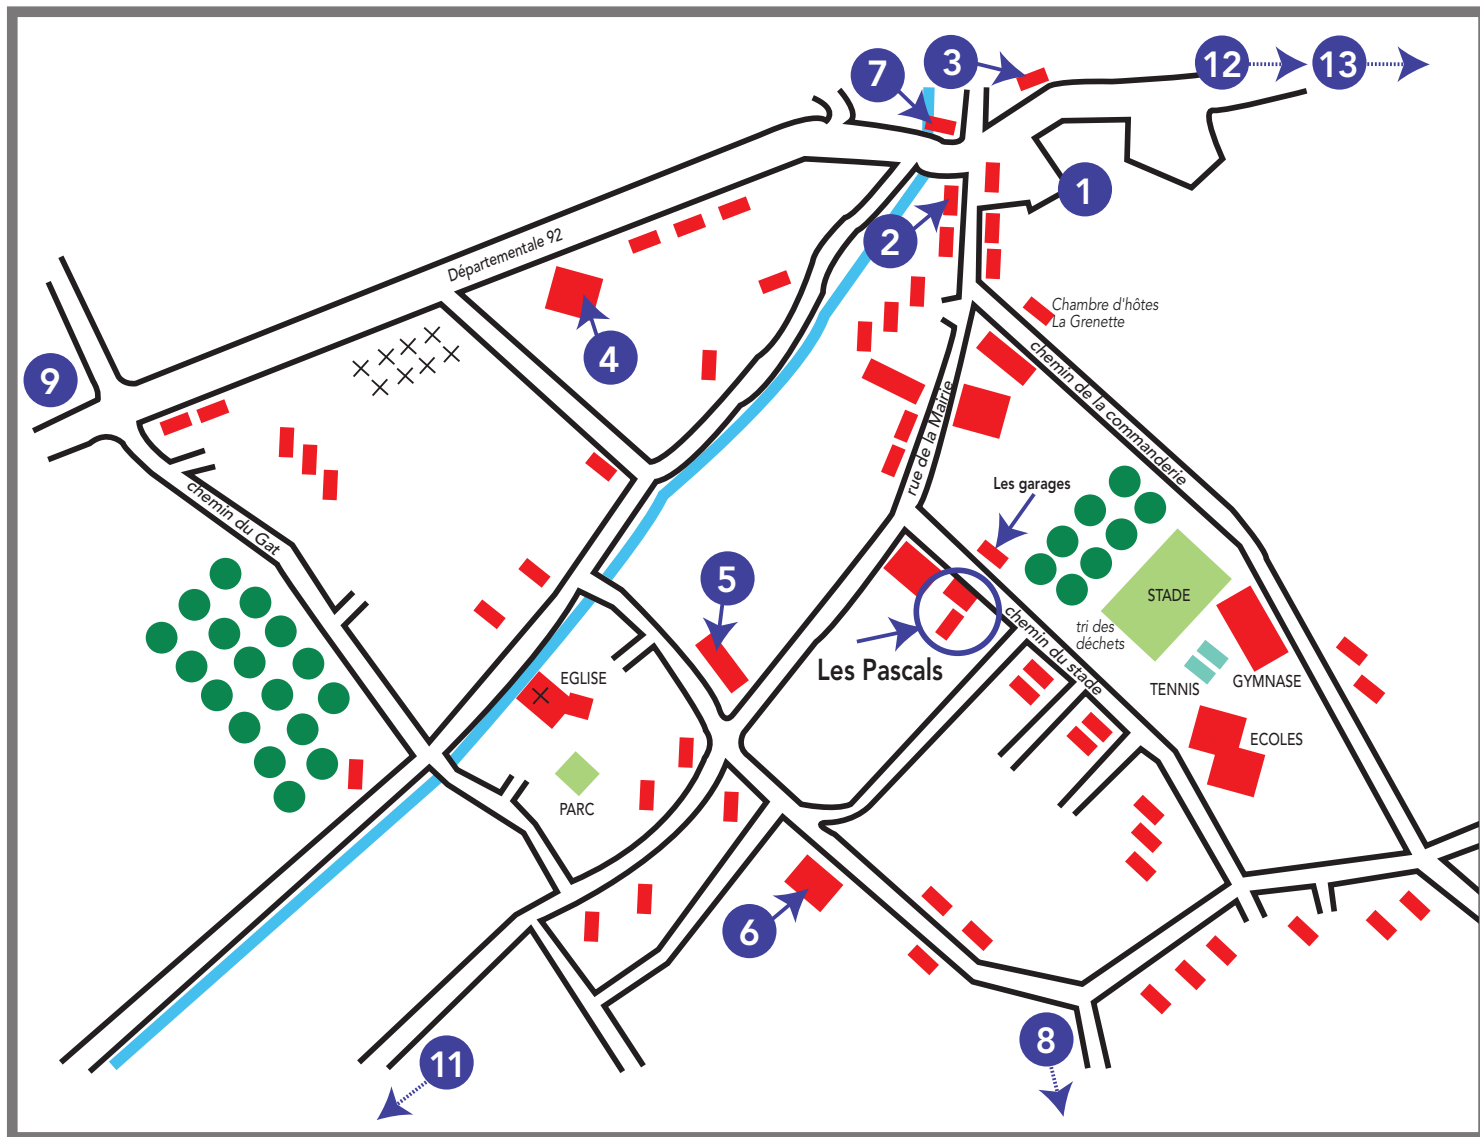 7
3
12
13
1
2
Départementale 92
4
9
Chambre d'hôtes
La Grenette
chemin de la commanderie
rue de la Mairie
Les garages
chemin du Gat
5
STADE
tri des
déchets
chemin du stade
Les Pascals
TENNIS
GYMNASE
EGLISE
ECOLES
PARC
6
8
11